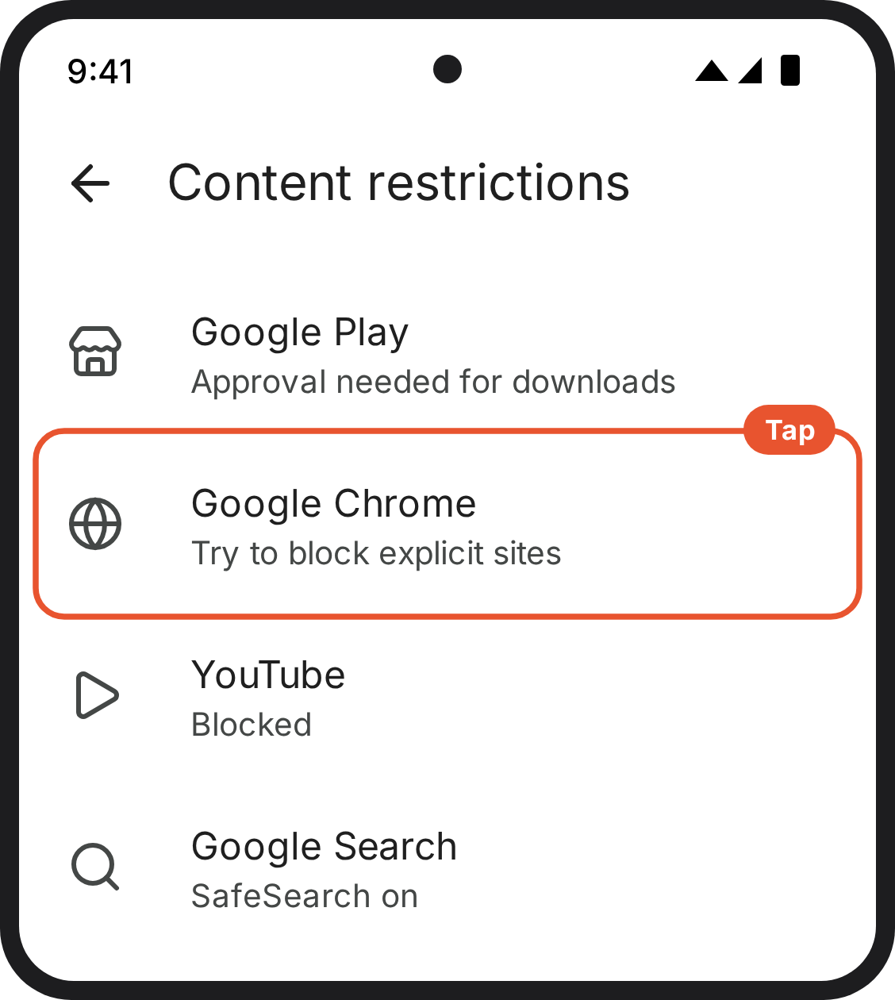 9:41
Content restrictions
Google Play
Approval needed for downloads
Tap
Google Chrome
Try to block explicit sites
YouTube
Blocked
Google Search
SafeSearch on